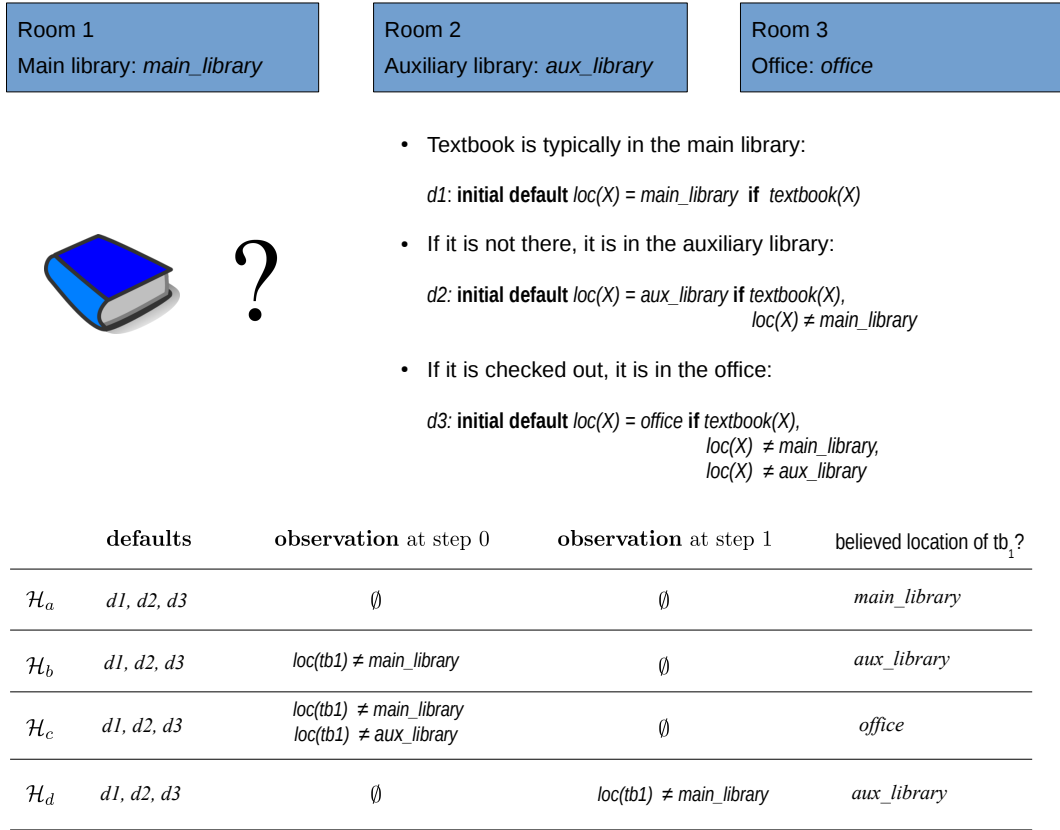 Room 1
Main library: main_library
Room 2
Auxiliary library: aux_library
Room 3
Office: office
• Textbook is typically in the main library:
d1: initial default loc(X) = main_library if textbook(X)
• If it is not there, it is in the auxiliary library:
d2: initial default loc(X) = aux_library if textbook(X),
loc(X) ≠ main_library
?
• If it is checked out, it is in the office:
d3: initial default loc(X) = office if textbook(X),
loc(X) ≠ main_library,
loc(X) ≠ aux_library
defaults observation at step 0 observation at step 1 believed location of tb₁?
ℋₐ d1, d2, d3 ∅ ∅ main_library
ℋ_b d1, d2, d3 loc(tb1) ≠ main_library ∅ aux_library
ℋ_c d1, d2, d3 loc(tb1) ≠ main_library
loc(tb1) ≠ aux_library ∅ office
ℋ_d d1, d2, d3 ∅ loc(tb1) ≠ main_library aux_library